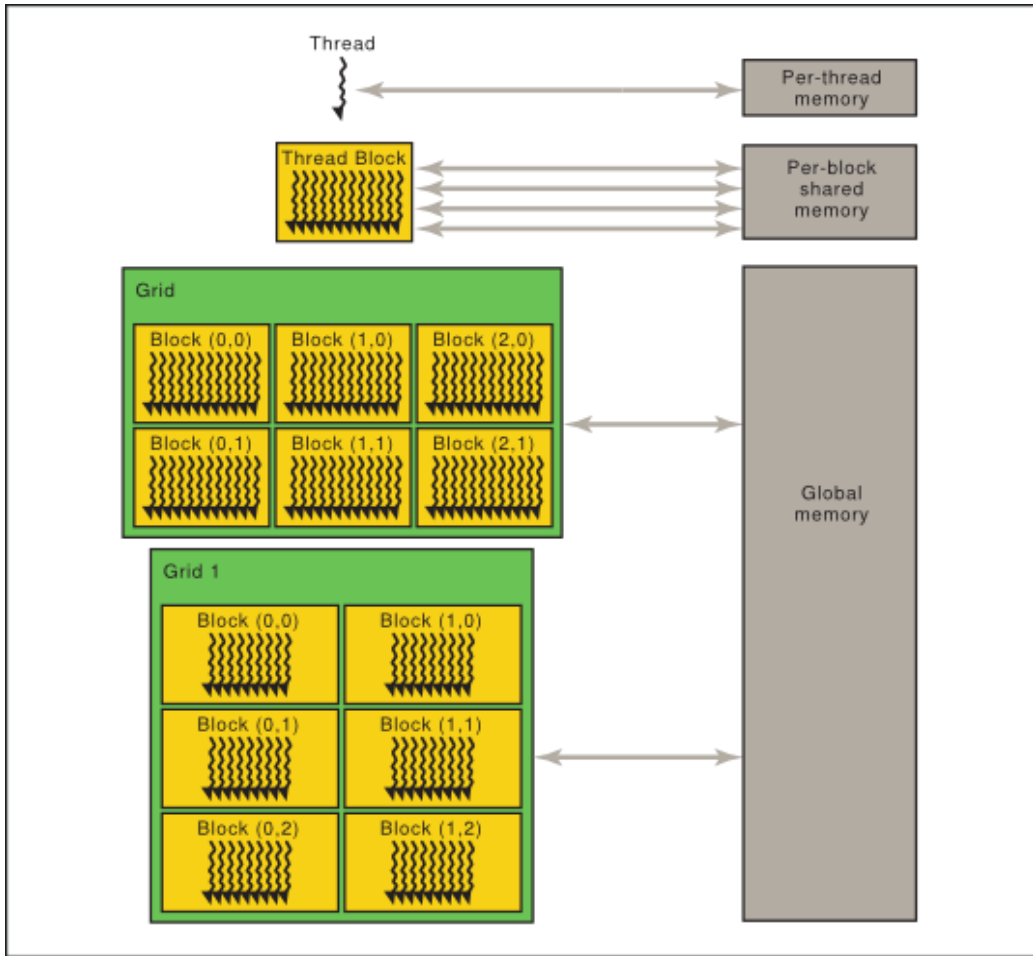 Thread
Per-thread
memory
Thread Block
Per-block
shared
memory
Grid
Block (0,0) Block (1,0) Block (2,0)
Block (0,1) Block (1,1) Block (2,1)
Global
memory
Grid 1
Block (0,0) Block (1,0)
Block (0,1) Block (1,1)
Block (0,2) Block (1,2)